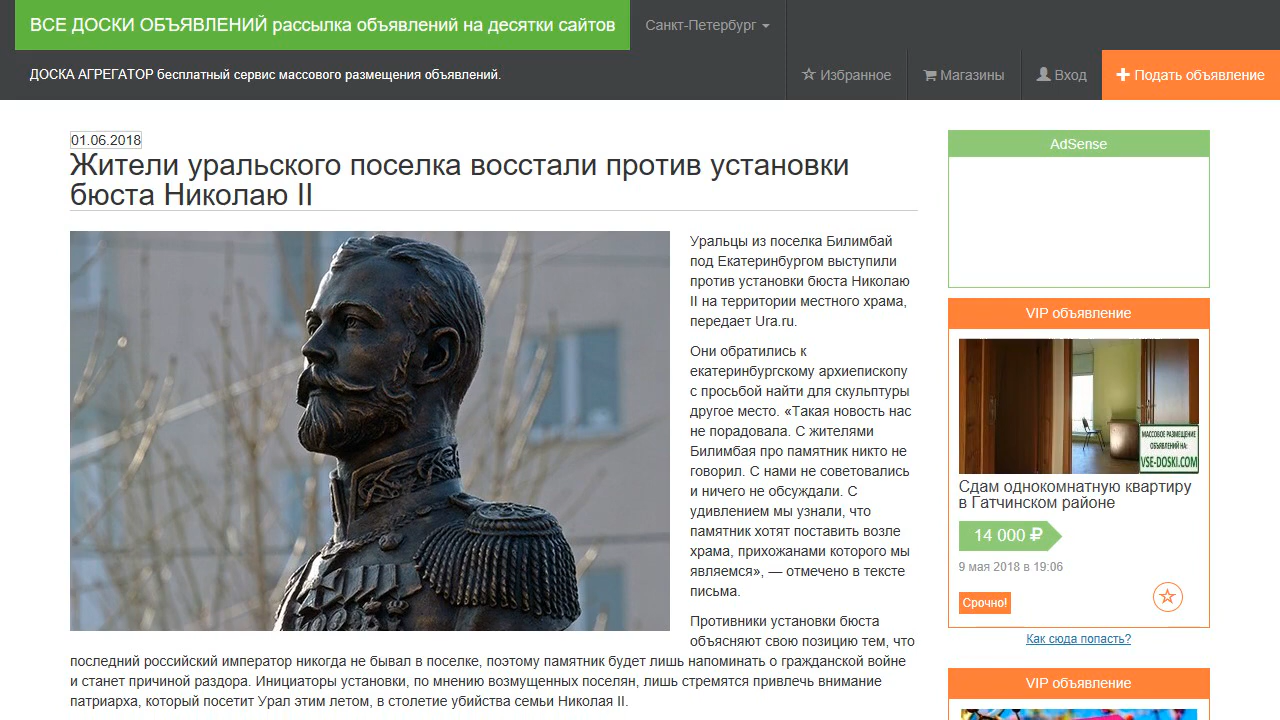 ВСЕ ДОСКИ ОБЪЯВЛЕНИЙ рассылка объявлений на десятки сайтов
Санкт-Петербург
ДОСКА АГРЕГАТОР бесплатный сервис массового размещения объявлений.
Избранное
Магазины
Вход
Подать объявление
01.06.2018
Жители уральского поселка восстали против установки
бюста Николаю II
Уральцы из поселка Билимбай
под Екатеринбургом выступили
против установки бюста Николаю
II на территории местного храма,
передает Ura.ru.
Они обратились к
екатеринбургскому архиепископу
с просьбой найти для скульптуры
другое место. «Такая новость нас
не порадовала. С жителями
Билимбая про памятник никто не
говорил. С нами не советовались
и ничего не обсуждали. С
удивлением мы узнали, что
памятник хотят поставить возле
храма, прихожанами которого мы
являемся», — отмечено в тексте
письма.
Противники установки бюста
объясняют свою позицию тем, что
последний российский император никогда не бывал в поселке, поэтому памятник будет лишь напоминать о гражданской войне
и станет причиной раздора. Инициаторы установки, по мнению возмущенных поселян, лишь стремятся привлечь внимание
патриарха, который посетит Урал этим летом, в столетие убийства семьи Николая II.
AdSense
VIP объявление
МАССОВОЕ РАЗМЕЩЕНИЕ
ОБЪЯВЛЕНИЙ НА:
VSE-DOSKI.COM
Сдам однокомнатную квартиру
в Гатчинском районе
14 000 ₽
9 мая 2018 в 19:06
Срочно!
Как сюда попасть?
VIP объявление